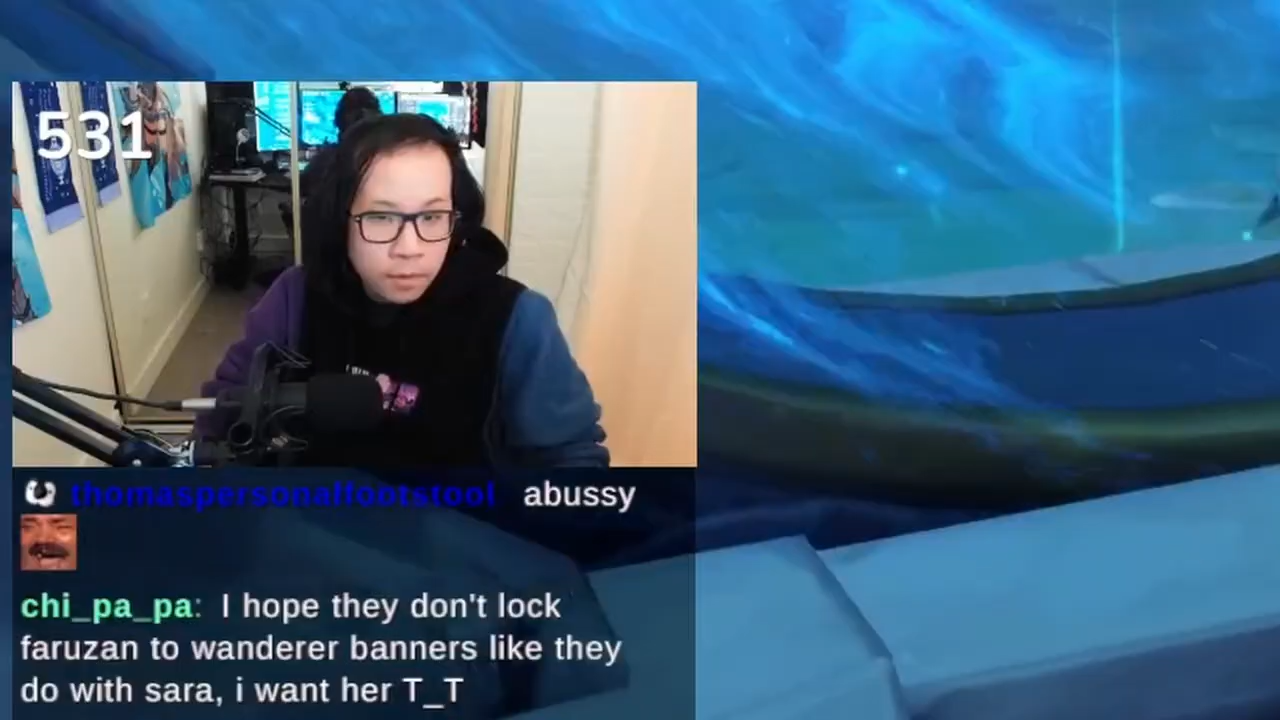 531
thomaspersonalfootstool abussy
chi_pa_pa: I hope they don't lock
faruzan to wanderer banners like they
do with sara, i want her T_T